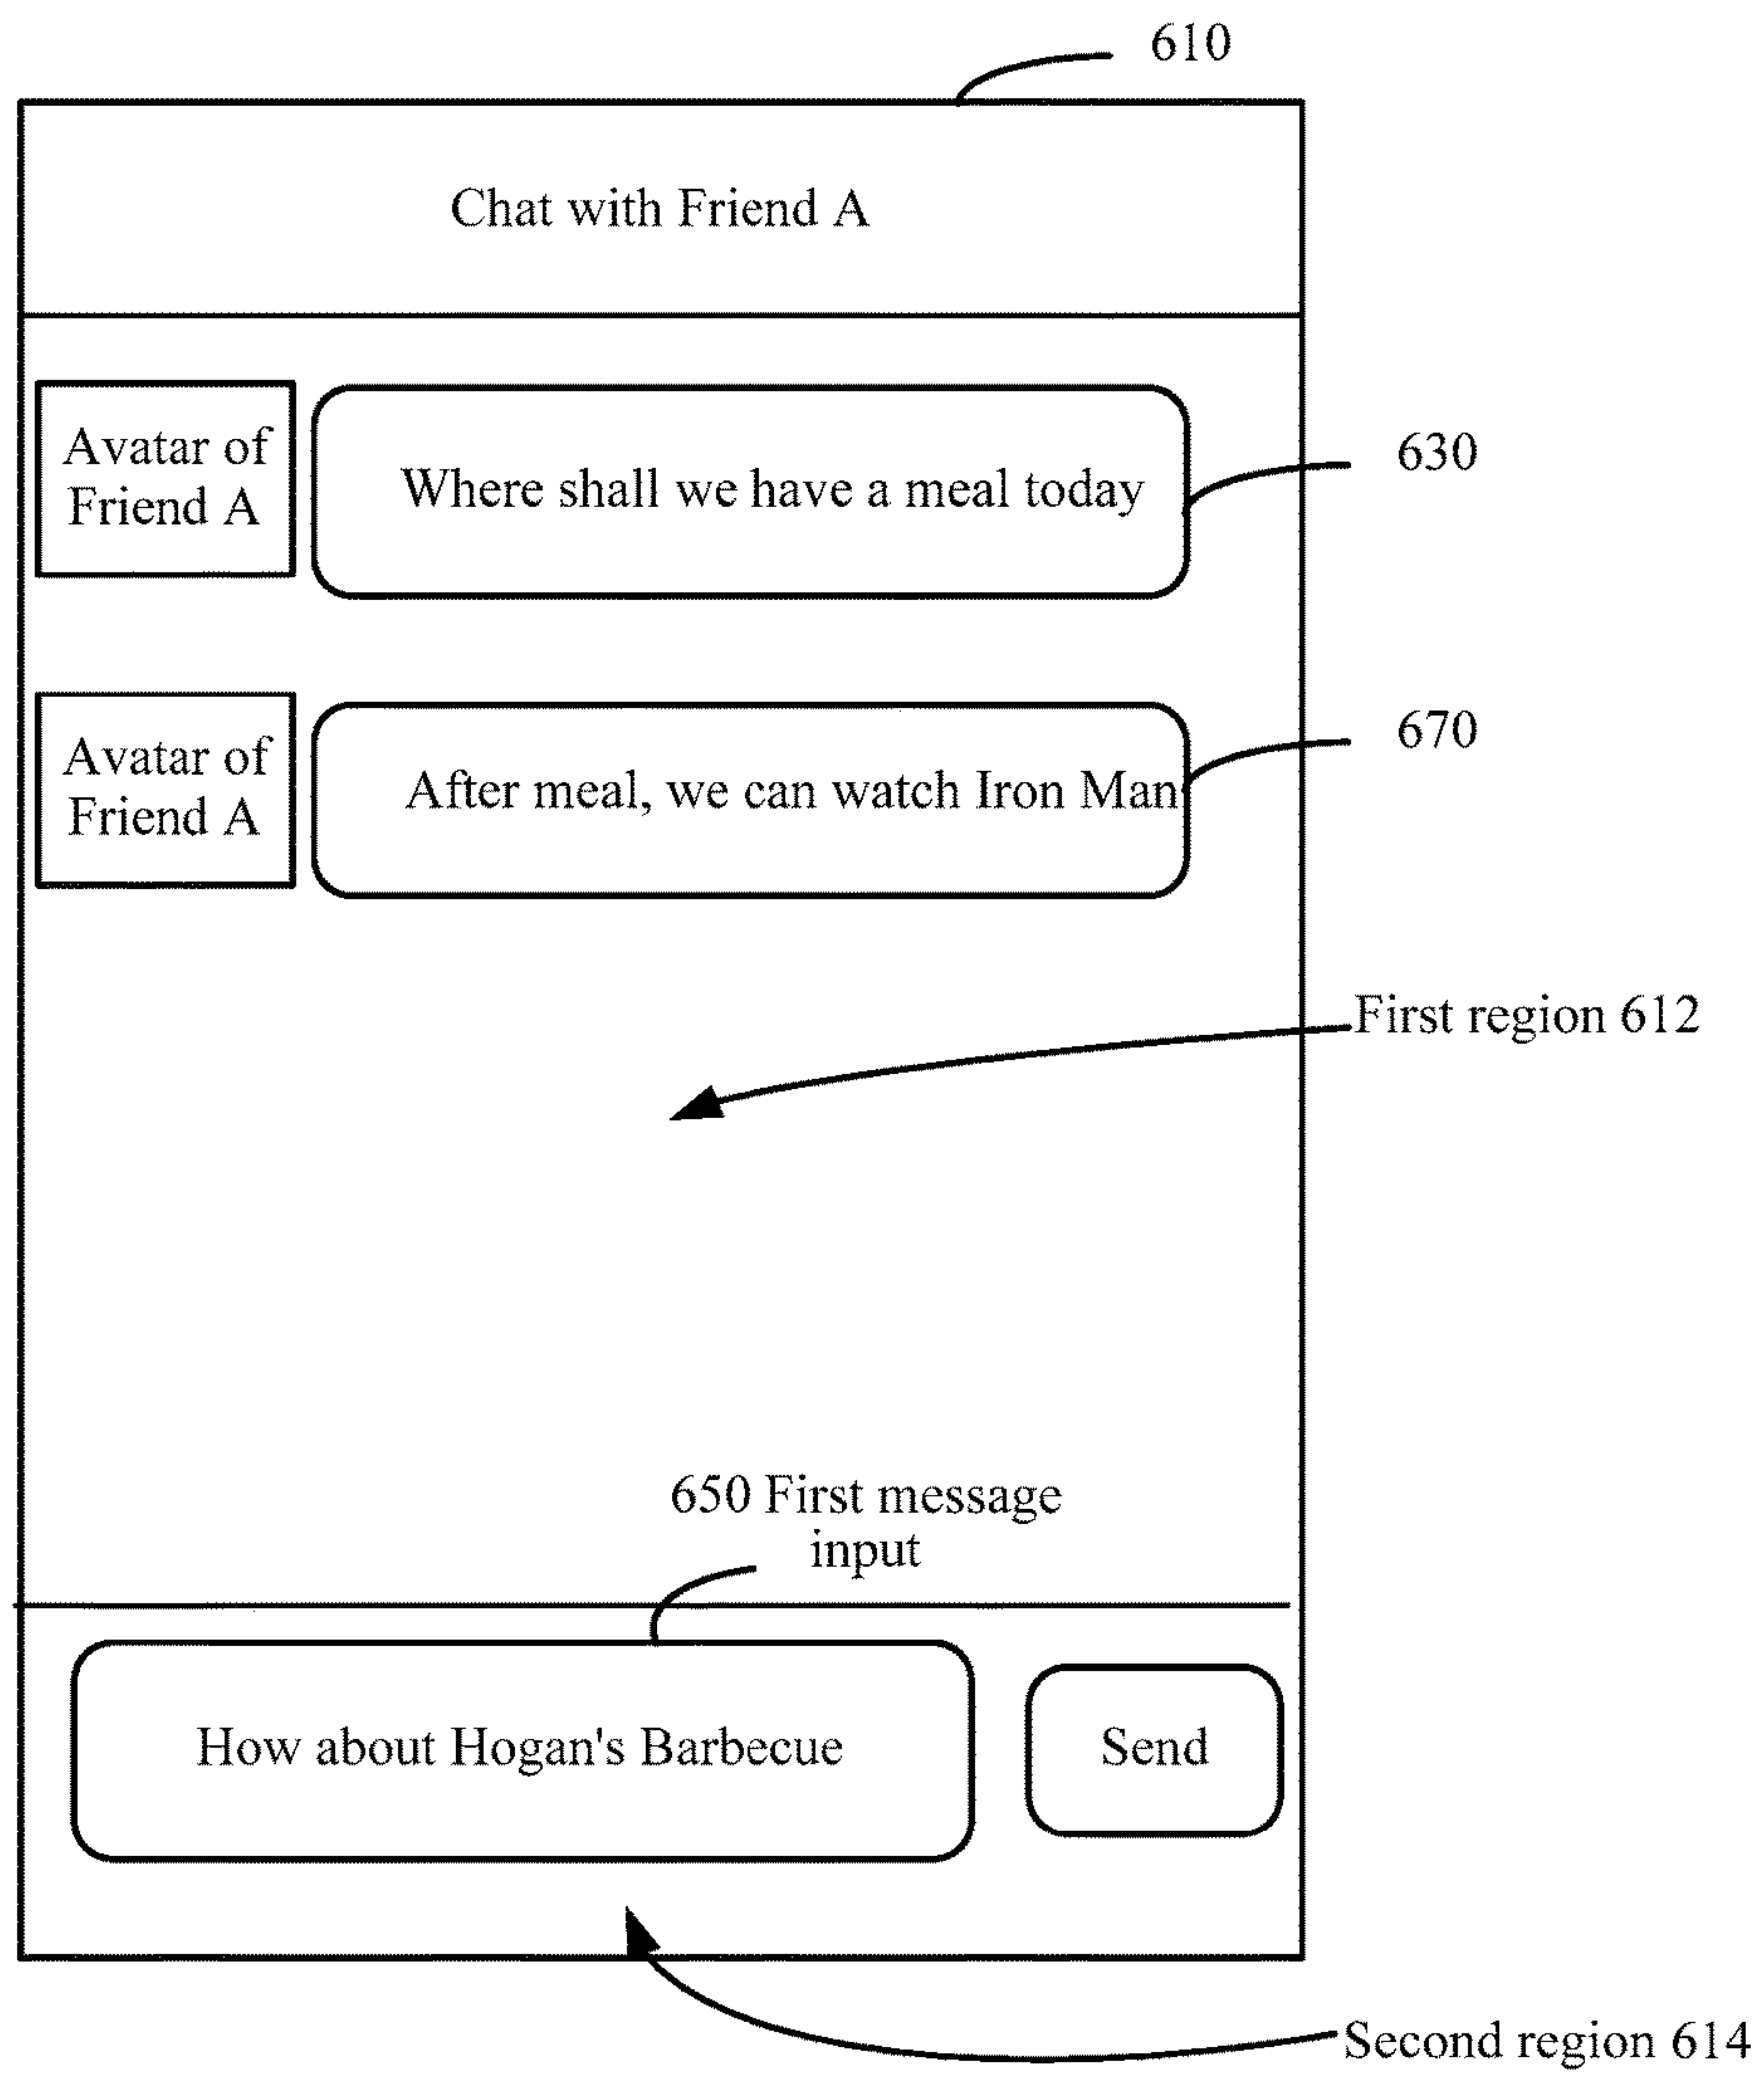 610
Chat with Friend A
Avatar of
Friend A
Where shall we have a meal today
630
Avatar of
Friend A
After meal, we can watch Iron Man
670
First region 612
650 First message
input
How about Hogan's Barbecue
Send
Second region 614